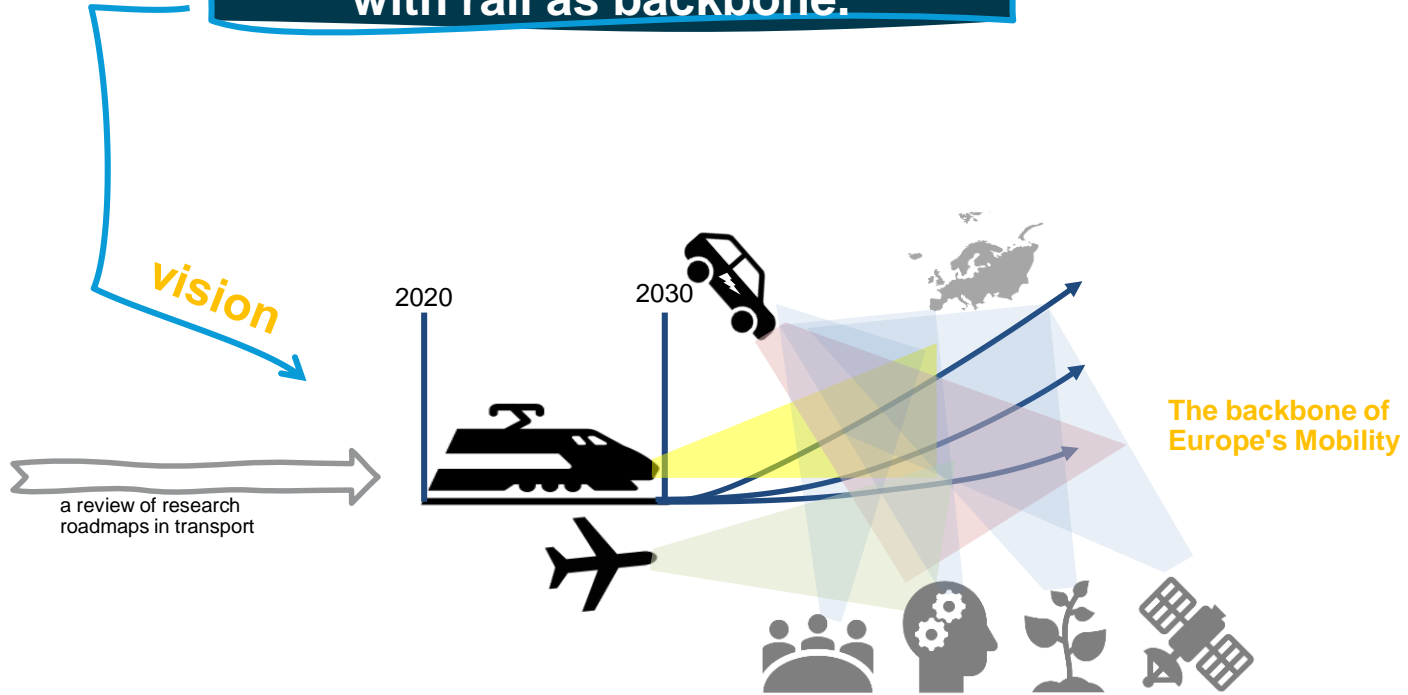 with rail as backbone.
vision
2020
2030
The backbone of
Europe's Mobility
a review of research
roadmaps in transport